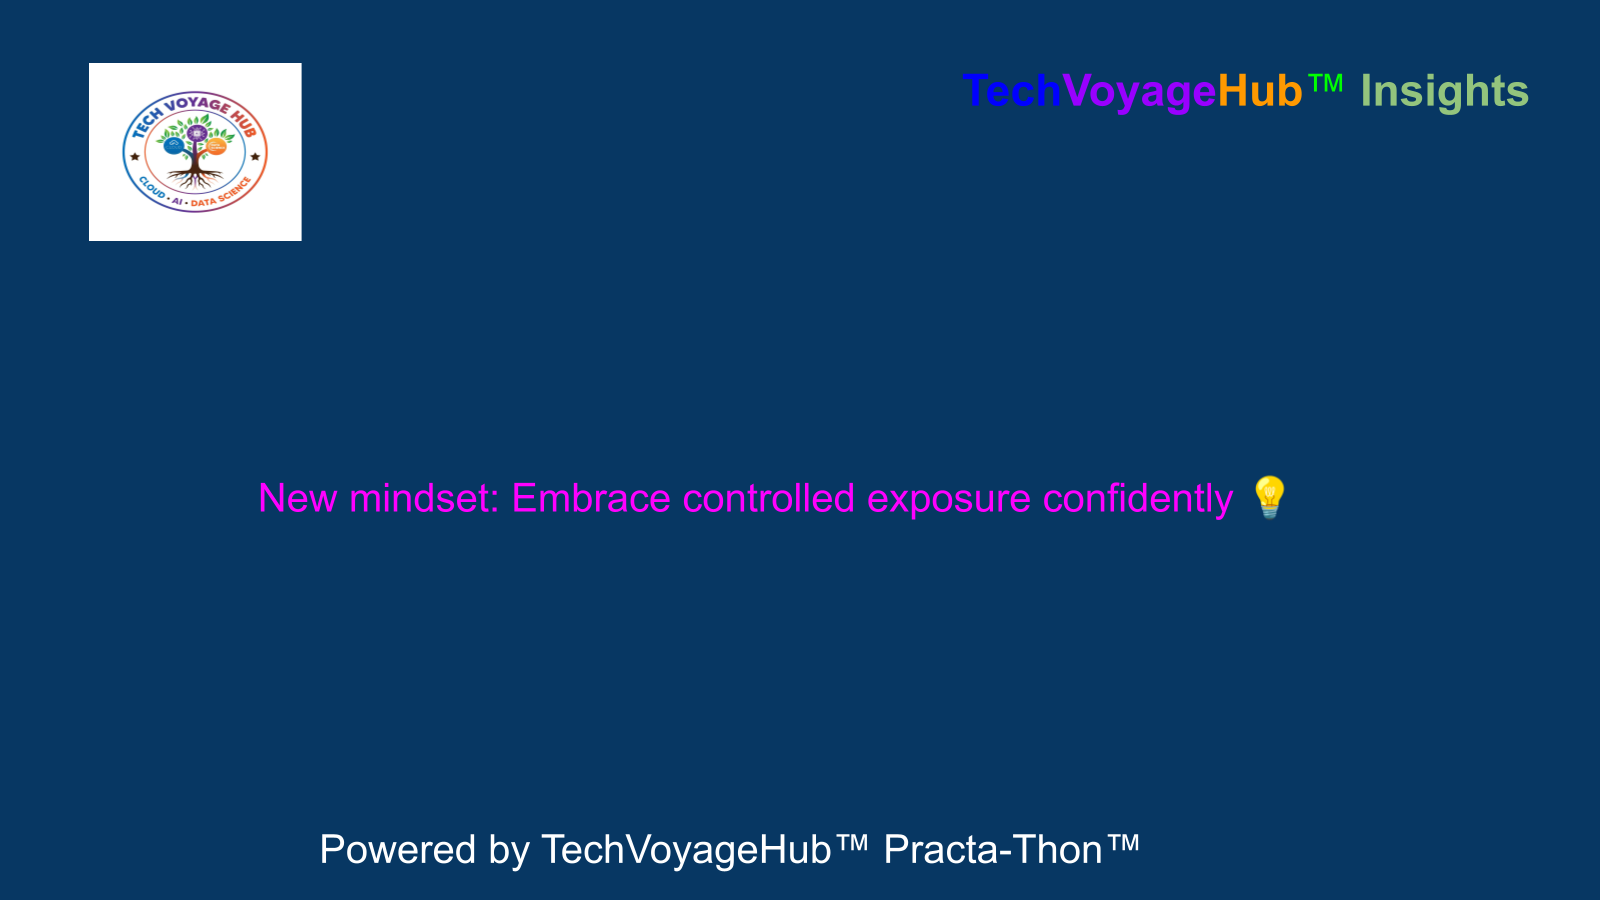 TECH VOYAGE HUB
CLOUD • AI • DATA SCIENCE
TechVoyageHub™ Insights
New mindset: Embrace controlled exposure confidently 💡
Powered by TechVoyageHub™ Practa-Thon™